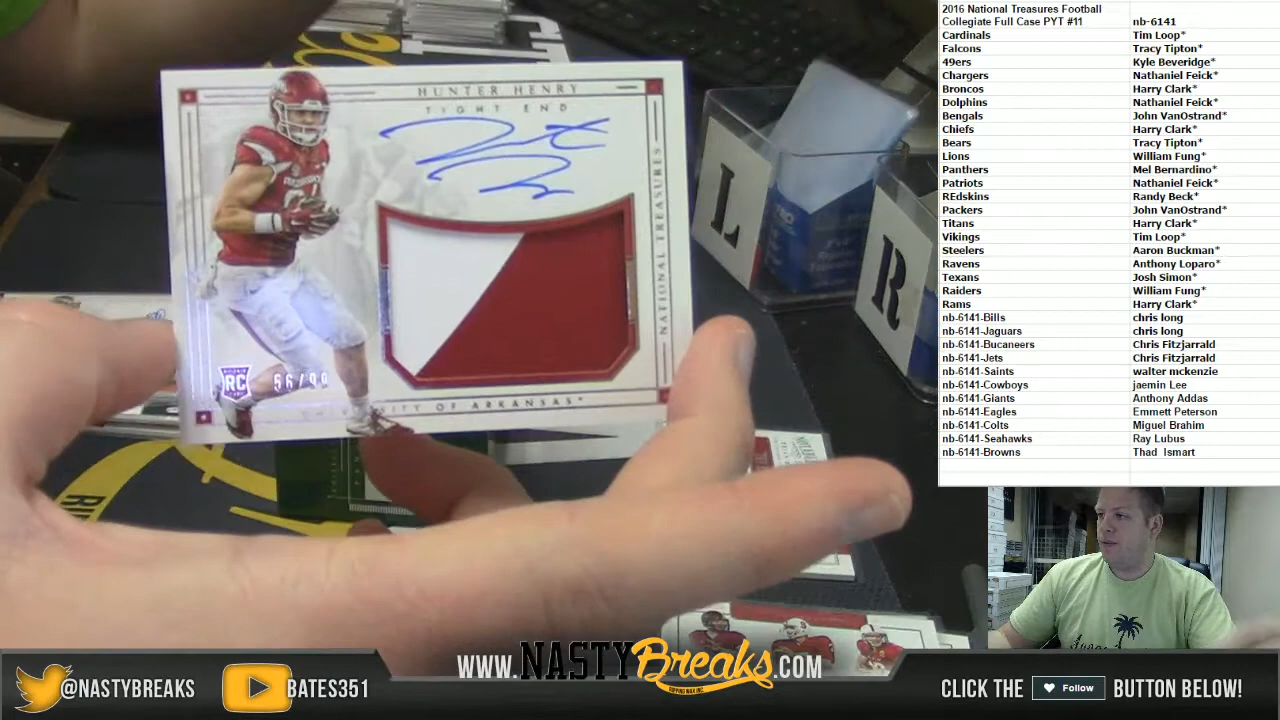 HUNTER HENRY
TIGHT END
NATIONAL TREASURES
RC
56/99
UNIVERSITY OF ARKANSAS
L
R
2016 National Treasures Football
Collegiate Full Case PYT #11 nb-6141
Cardinals Tim Loop*
Falcons Tracy Tipton*
49ers Kyle Beveridge*
Chargers Nathaniel Feick*
Broncos Harry Clark*
Dolphins Nathaniel Feick*
Bengals John VanOstrand*
Chiefs Harry Clark*
Bears Tracy Tipton*
Lions William Fung*
Panthers Mel Bernardino*
Patriots Nathaniel Feick*
REdskins Randy Beck*
Packers John VanOstrand*
Titans Harry Clark*
Vikings Tim Loop*
Steelers Aaron Buckman*
Ravens Anthony Loparo*
Texans Josh Simon*
Raiders William Fung*
Rams Harry Clark*
nb-6141-Bills chris long
nb-6141-Jaguars chris long
nb-6141-Bucaneers Chris Fitzjarrald
nb-6141-Jets Chris Fitzjarrald
nb-6141-Saints walter mckenzie
nb-6141-Cowboys jaemin Lee
nb-6141-Giants Anthony Addas
nb-6141-Eagles Emmett Peterson
nb-6141-Colts Miguel Brahim
nb-6141-Seahawks Ray Lubus
nb-6141-Browns Thad Ismart
@NASTYBREAKS
BATES351
WWW.NASTYBreaks.COM
RIPPING WAX INC.
CLICK THE Follow BUTTON BELOW!